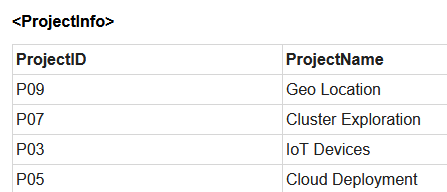 <ProjectInfo>
ProjectID ProjectName
P09 Geo Location
P07 Cluster Exploration
P03 IoT Devices
P05 Cloud Deployment